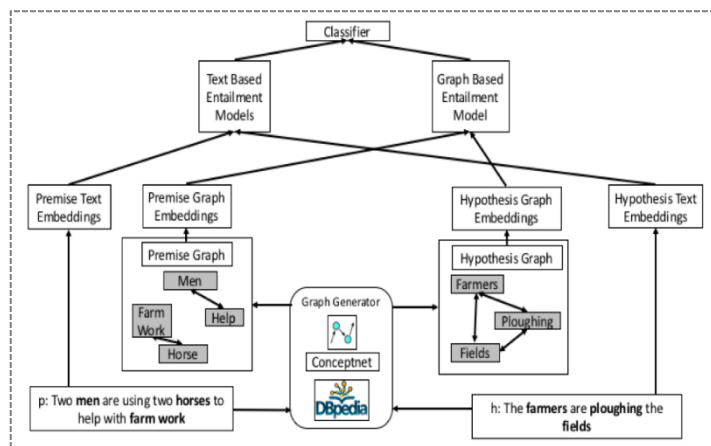 Classifier
Text Based
Entailment
Models
Graph Based
Entailment
Model
Premise Text
Embeddings
Premise Graph
Embeddings
Hypothesis Graph
Embeddings
Hypothesis Text
Embeddings
Premise Graph
Men
Help
Farm
Work
Horse
Graph Generator
Conceptnet
DBpedia
Hypothesis Graph
Farmers
Ploughing
Fields
p: Two men are using two horses to
help with farm work
h: The farmers are ploughing the
fields